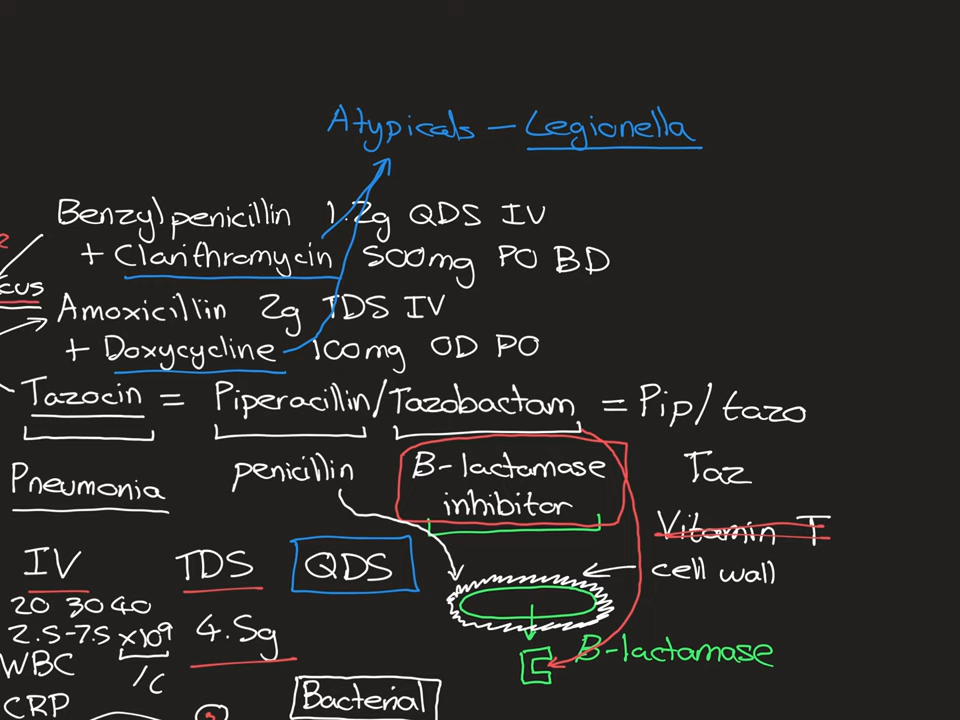 Atypicals - Legionella
Benzylpenicillin 1.2g QDS IV
+ Clarithromycin 500mg PO BD
cus
Amoxicillin 2g TDS IV
+ Doxycycline 100mg OD PO
Tazocin = Piperacillin/Tazobactam = Pip/tazo
Pneumonia penicillin B-lactamase inhibitor Taz
Vitamin T
cell wall
IV TDS QDS
20 30 40
2.5-7.5 x10⁹ 4.5g
/L
B-lactamase
WBC
CRP
Bacterial